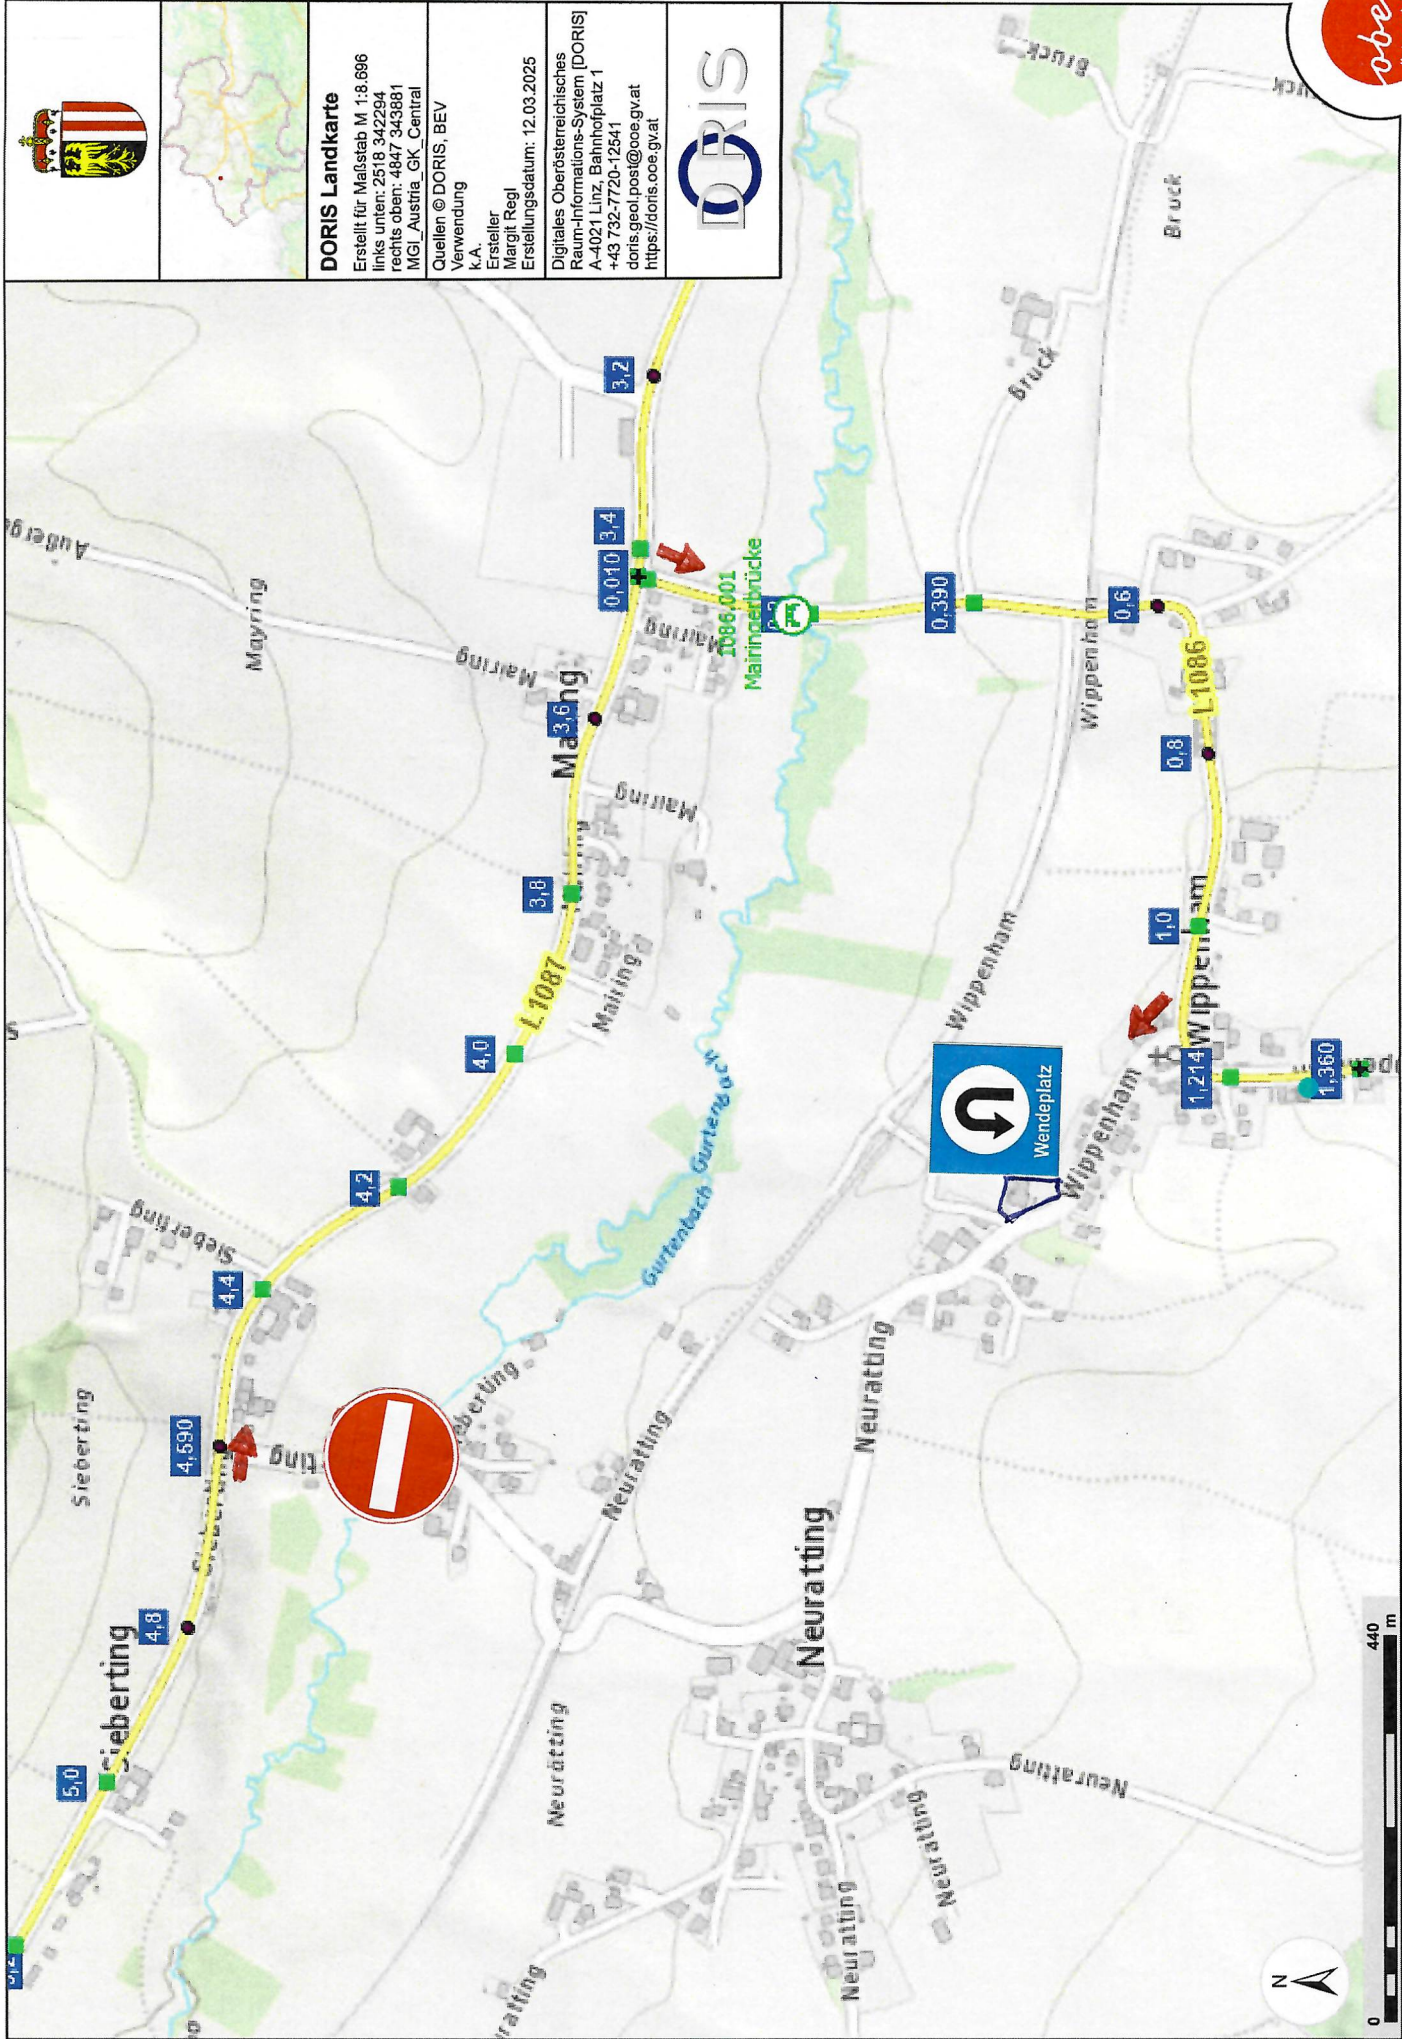 DORIS Landkarte
Erstellt für Maßstab M 1:8.696
links unten: 2518 342294
rechts oben: 4847 343881
MGI_Austria_GK_Central
Quellen © DORIS, BEV
Verwendung
k.A.
Ersteller
Margit Regl
Erstellungsdatum: 12.03.2025
Digitales Oberösterreichisches
Raum-Informations-System [DORIS]
A-4021 Linz, Bahnhofplatz 1
+43 732-7720-12541
doris.geol.post@ooe.gv.at
https://doris.ooe.gv.at
DORIS
obe
5,0
Sieberting
4,8
Sieberting
4,590
Sieberting
4,4
Sieberting
4,2
4,0
L1087
3,8
Mairing
Mairing
3,6
Mairing
Mairing
Mayring
0,010
3,4
3,2
Mairing
Mairing
1086.001
Mairingerbrücke
0,390
Bruck
Bruck
Bruck
0,6
L1086
0,8
1,0
Wippenham
Wippenham
Wippenham
Wippenham
1,214
1,360
Wendeplatz
Gurtenbach
Gurtenbach
Neuratting
Neuratting
Neuratting
Neuratting
Neuratting
Neuratting
Neuratting
N
0
440
m